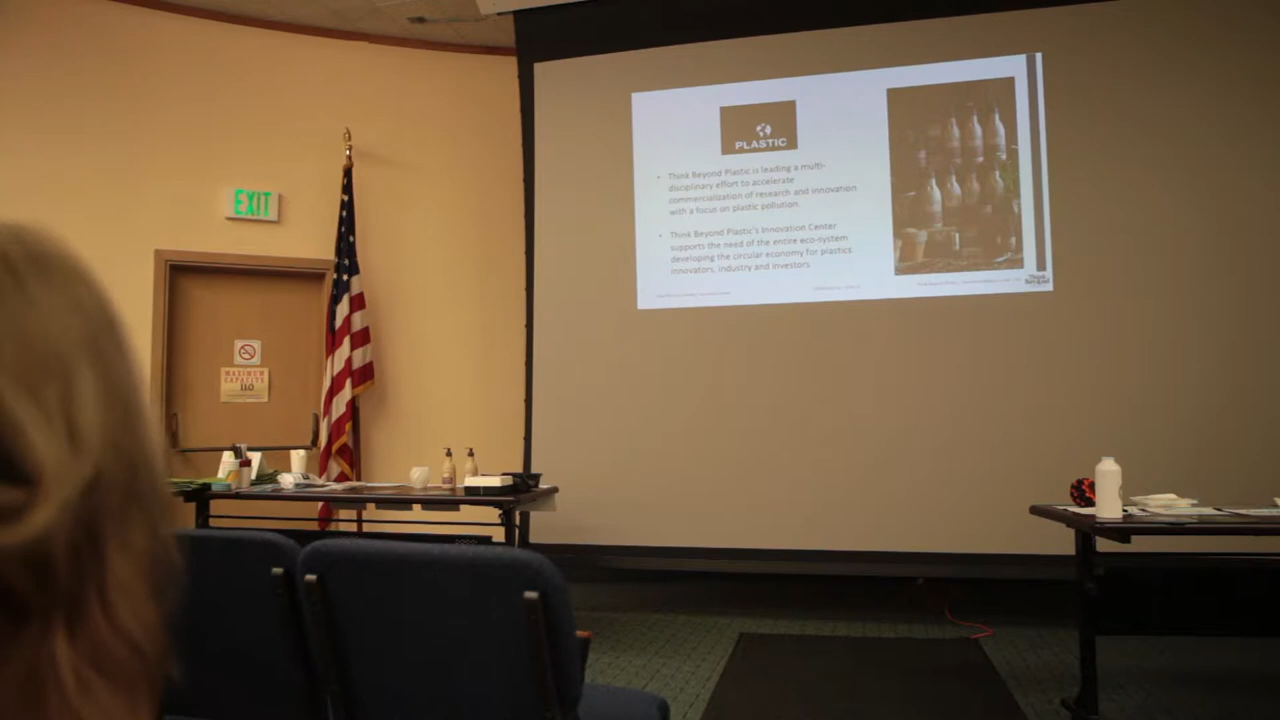 EXIT
MAXIMUM
CAPACITY
110
PLASTIC
• Think Beyond Plastic is leading a multi-
disciplinary effort to accelerate
commercialization of research and innovation
with a focus on plastic pollution.
• Think Beyond Plastic's Innovation Center
supports the need of the entire eco-system
developing the circular economy for plastics
innovators, industry and investors
Think
Beyond